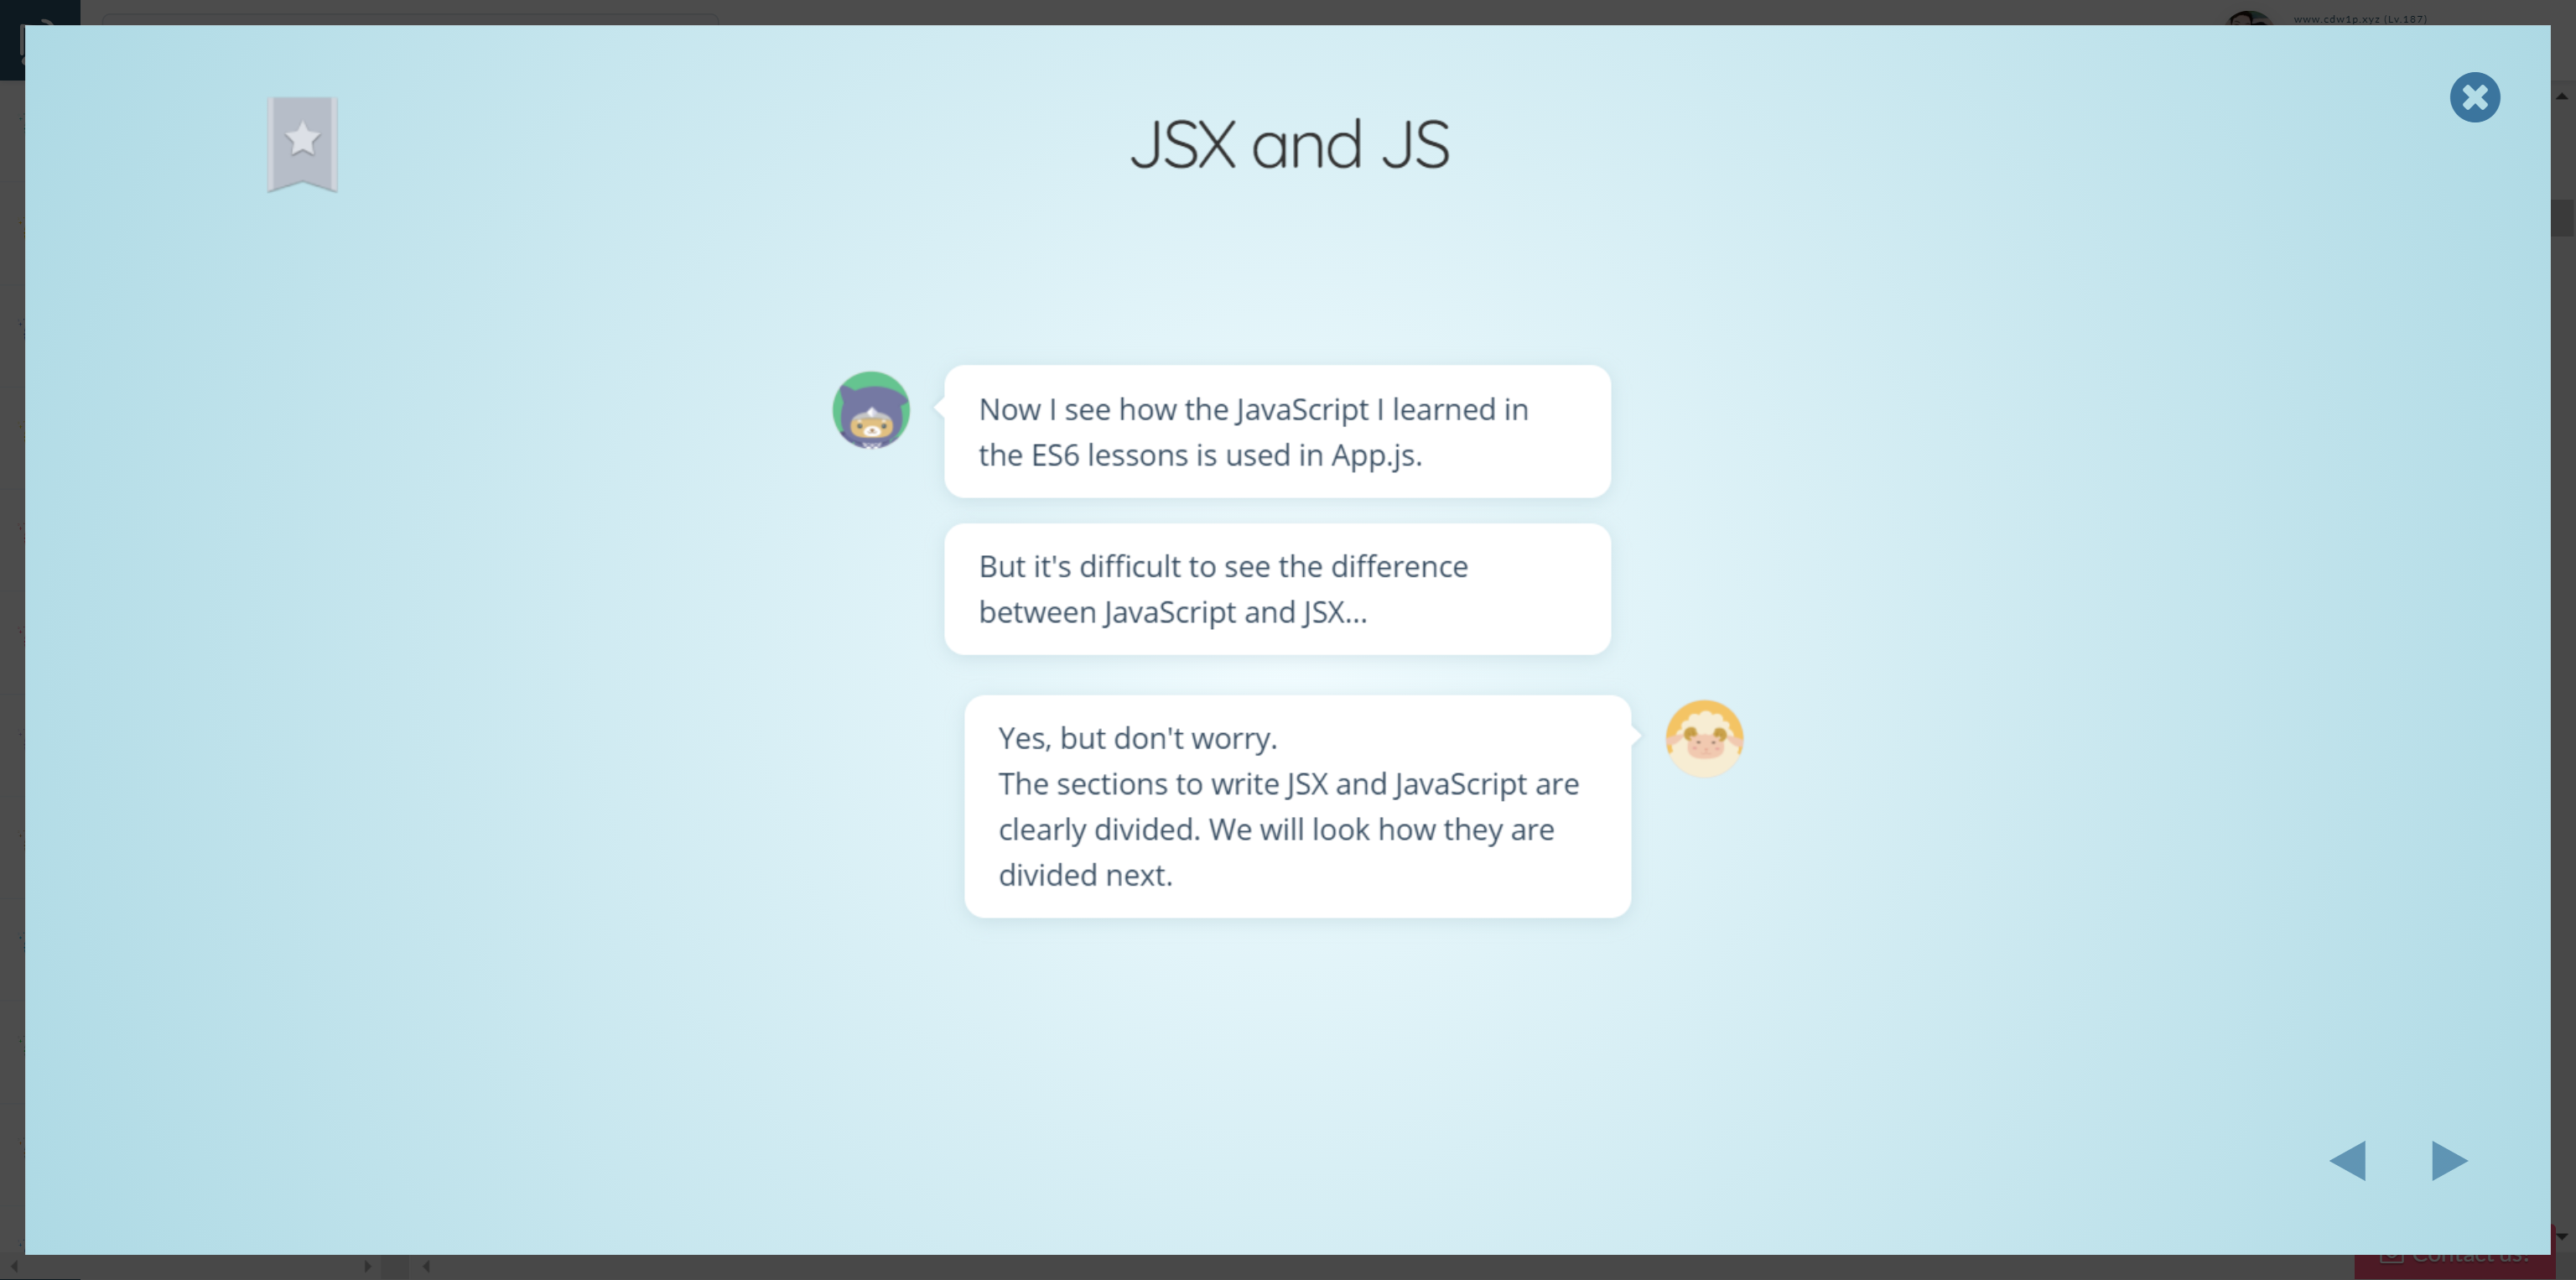 www.cdw1p.xyz (Lv.187)
JSX and JS
Now I see how the JavaScript I learned in
the ES6 lessons is used in App.js.
But it's difficult to see the difference
between JavaScript and JSX...
Yes, but don't worry.
The sections to write JSX and JavaScript are
clearly divided. We will look how they are
divided next.
Contact us!